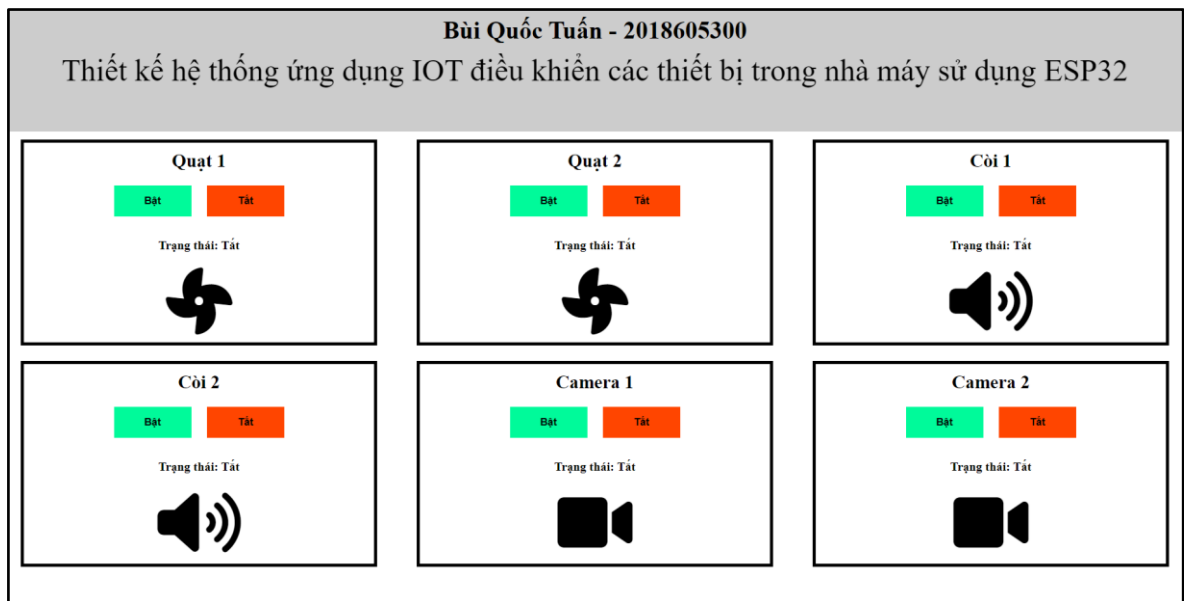 Bùi Quốc Tuấn - 2018605300
Thiết kế hệ thống ứng dụng IOT điều khiển các thiết bị trong nhà máy sử dụng ESP32
Quạt 1
Bật Tắt
Trạng thái: Tắt
Quạt 2
Bật Tắt
Trạng thái: Tắt
Còi 1
Bật Tắt
Trạng thái: Tắt
Còi 2
Bật Tắt
Trạng thái: Tắt
Camera 1
Bật Tắt
Trạng thái: Tắt
Camera 2
Bật Tắt
Trạng thái: Tắt